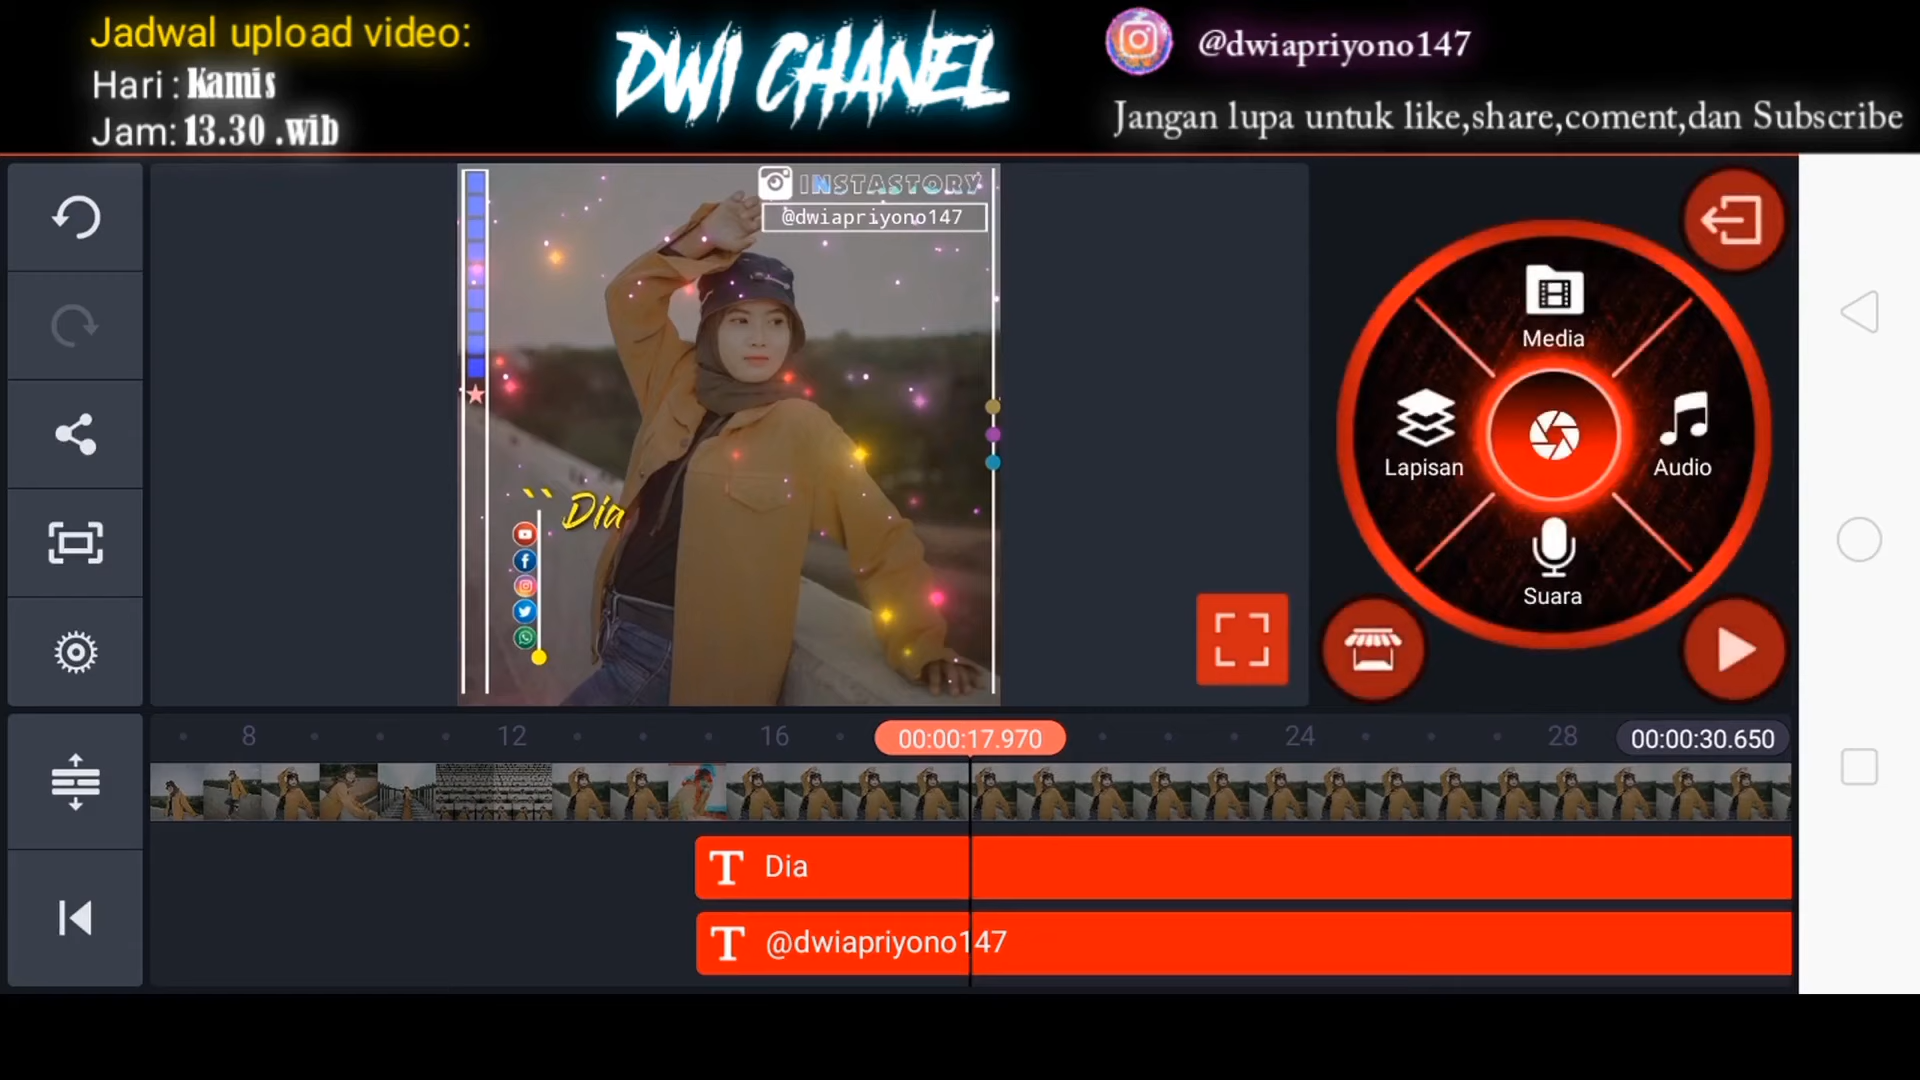 Jadwal upload video:
Hari : Kamis
Jam: 13.30 .wib
DWI CHANEL
@dwiapriyono147
Jangan lupa untuk like,share,coment,dan Subscribe
INSTASTORY
@dwiapriyono147
`` Dia
Media
Lapisan
Audio
Suara
8
12
16
00:00:17.970
24
28
00:00:30.650
T Dia
T @dwiapriyono147